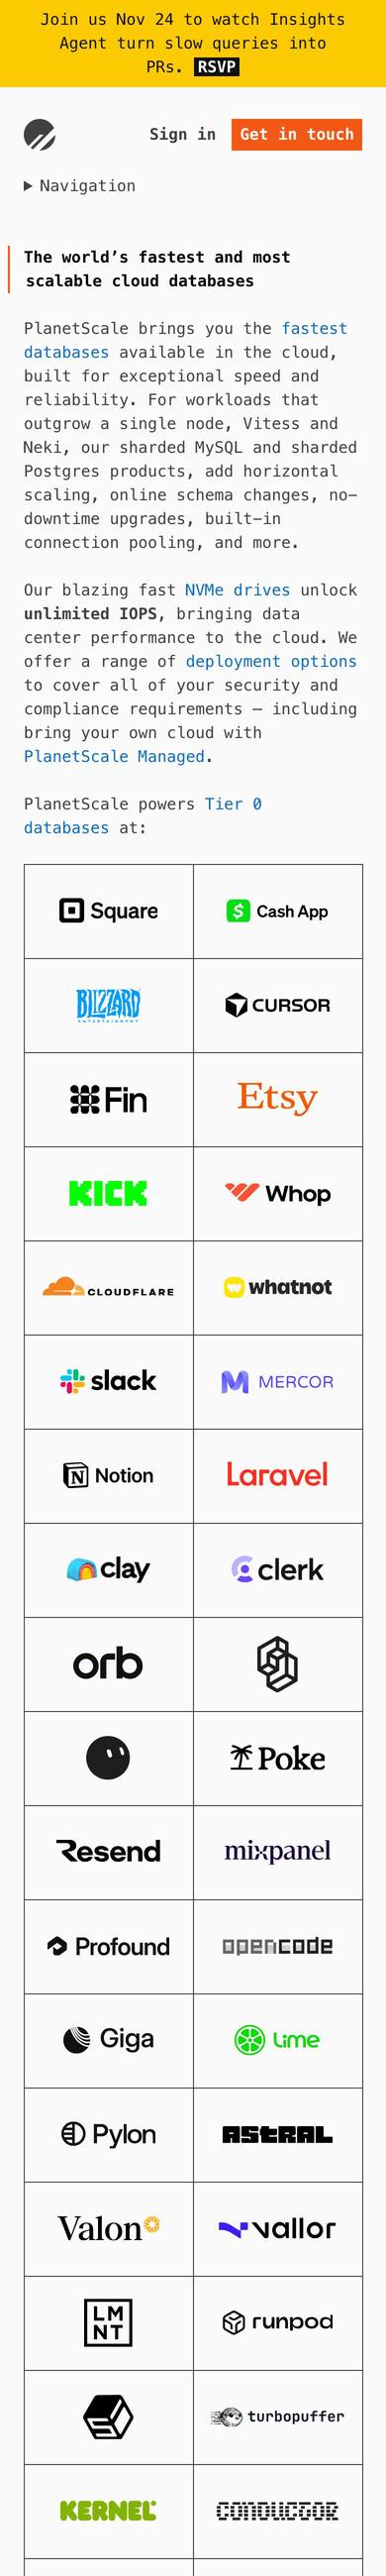 Join us Nov 24 to watch Insights
Agent turn slow queries into
PRs. RSVP
Sign in
Get in touch
Navigation
The world’s fastest and most
scalable cloud databases
PlanetScale brings you the fastest
databases available in the cloud,
built for exceptional speed and
reliability. For workloads that
outgrow a single node, Vitess and
Neki, our sharded MySQL and sharded
Postgres products, add horizontal
scaling, online schema changes, no-
downtime upgrades, built-in
connection pooling, and more.
Our blazing fast NVMe drives unlock
unlimited IOPS, bringing data
center performance to the cloud. We
offer a range of deployment options
to cover all of your security and
compliance requirements — including
bring your own cloud with
PlanetScale Managed.
PlanetScale powers Tier 0
databases at:
Square
Cash App
BLIZZARD
ENTERTAINMENT
CURSOR
Fin
Etsy
KICK
Whop
CLOUDFLARE
whatnot
slack
MERCOR
Notion
Laravel
clay
clerk
orb
Poke
Resend
mixpanel
Profound
opencode
Giga
Lime
Pylon
ASTRAL
Valon
vallor
LM
NT
runpod
turbopuffer
KERNEL
CONDUCTOR